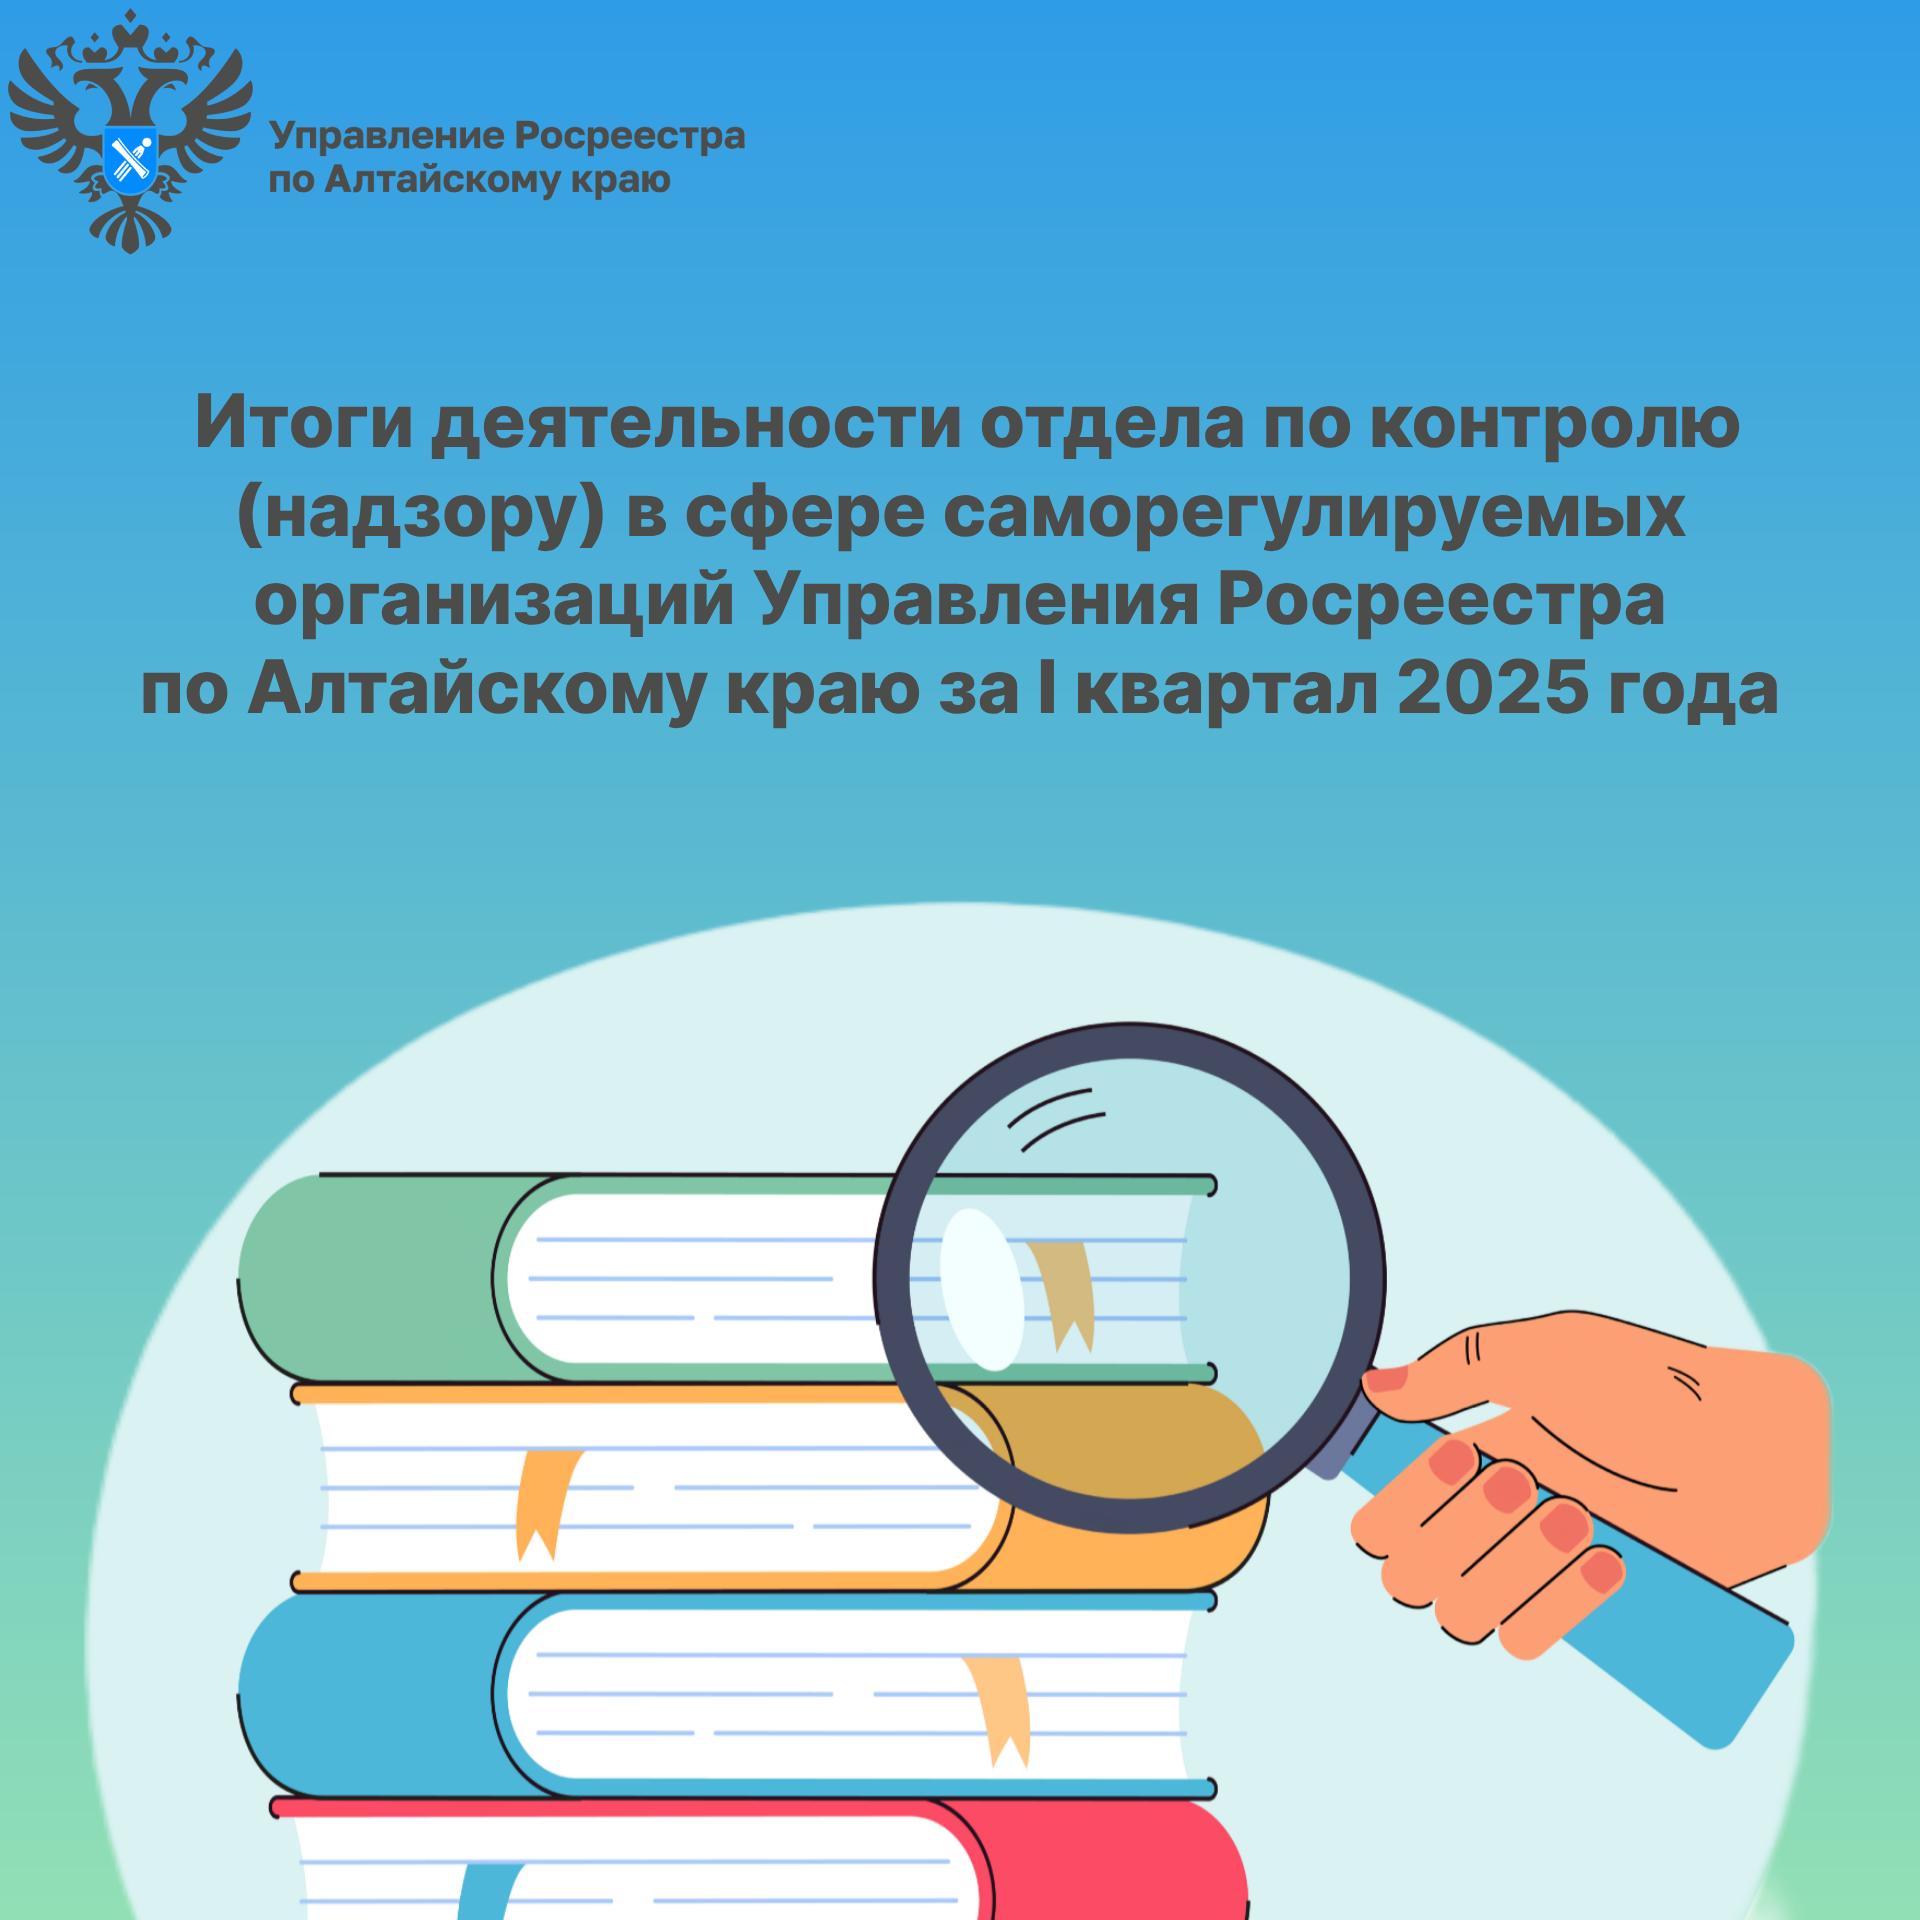 Управление Росреестра
по Алтайскому краю
Итоги деятельности отдела по контролю
(надзору) в сфере саморегулируемых
организаций Управления Росреестра
по Алтайскому краю за I квартал 2025 года